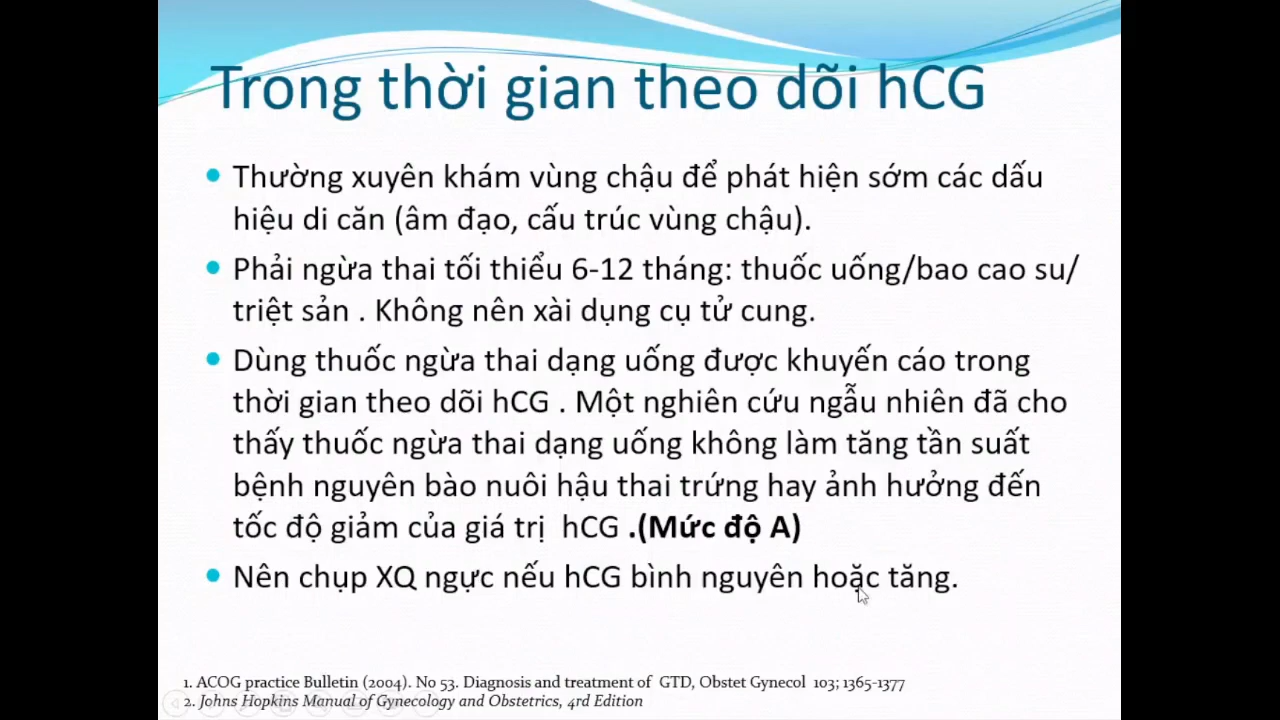 Trong thời gian theo dõi hCG
Thường xuyên khám vùng chậu để phát hiện sớm các dấu
hiệu di căn (âm đạo, cấu trúc vùng chậu).
Phải ngừa thai tối thiểu 6-12 tháng: thuốc uống/bao cao su/
triệt sản . Không nên xài dụng cụ tử cung.
Dùng thuốc ngừa thai dạng uống được khuyến cáo trong
thời gian theo dõi hCG . Một nghiên cứu ngẫu nhiên đã cho
thấy thuốc ngừa thai dạng uống không làm tăng tần suất
bệnh nguyên bào nuôi hậu thai trứng hay ảnh hưởng đến
tốc độ giảm của giá trị hCG .(Mức độ A)
Nên chụp XQ ngực nếu hCG bình nguyên hoặc tăng.
1. ACOG practice Bulletin (2004). No 53. Diagnosis and treatment of GTD, Obstet Gynecol 103; 1365-1377
2. Johns Hopkins Manual of Gynecology and Obstetrics, 4rd Edition